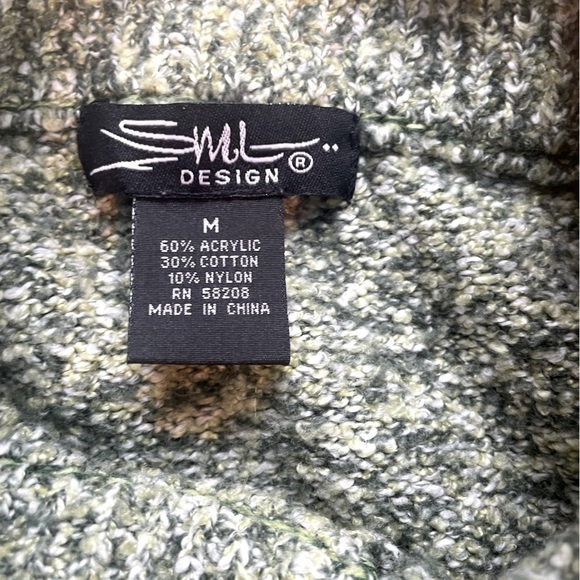 SML
DESIGN ®
M
60% ACRYLIC
30% COTTON
10% NYLON
RN 58208
MADE IN CHINA